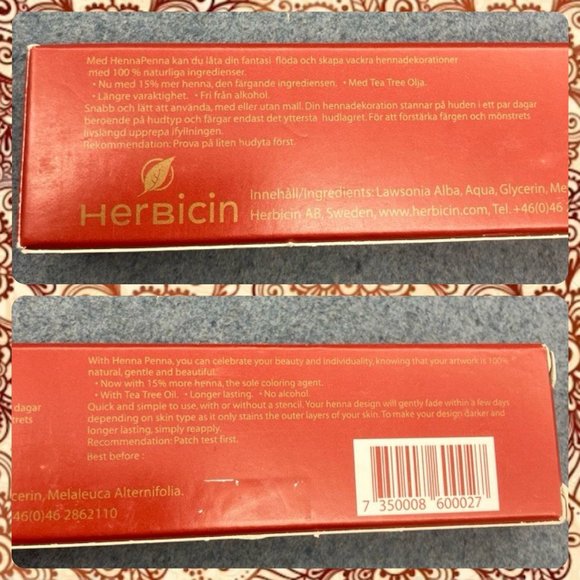 Med HennaPenna kan du låta din fantasi flöda och skapa vackra hennadekorationer
med 100 % naturliga ingredienser.
• Nu med 15% mer henna, den färgande ingrediensen. • Med Tea Tree Olja.
• Längre varaktighet. • Fri från alkohol.
Snabb och lätt att använda, med eller utan mall. Din hennadekoration stannar på huden i ett par dagar
beroende på hudtyp och färgar endast det yttersta hudlagret. För att förstärka färgen och mönstrets
livslängd upprepa ifyllningen.
Rekommendation: Prova på liten hudyta först.
HerBicin
Innehåll/Ingredients: Lawsonia Alba, Aqua, Glycerin, Me
Herbicin AB, Sweden, www.herbicin.com, Tel. +46(0)46
With Henna Penna, you can celebrate your beauty and individuality, knowing that your artwork is 100%
natural, gentle and beautiful.
• Now with 15% more henna, the sole coloring agent.
• With Tea Tree Oil. • Longer lasting. • No alcohol.
dagar
Quick and simple to use, with or without a stencil. Your henna design will gently fade within a few days
trets
depending on skin type as it only stains the outer layers of your skin. To make your design darker and
longer lasting, simply reapply.
Recommendation: Patch test first.
Best before :
cerin, Melaleuca Alternifolia.
46(0)46 2862110
7 350008 600027